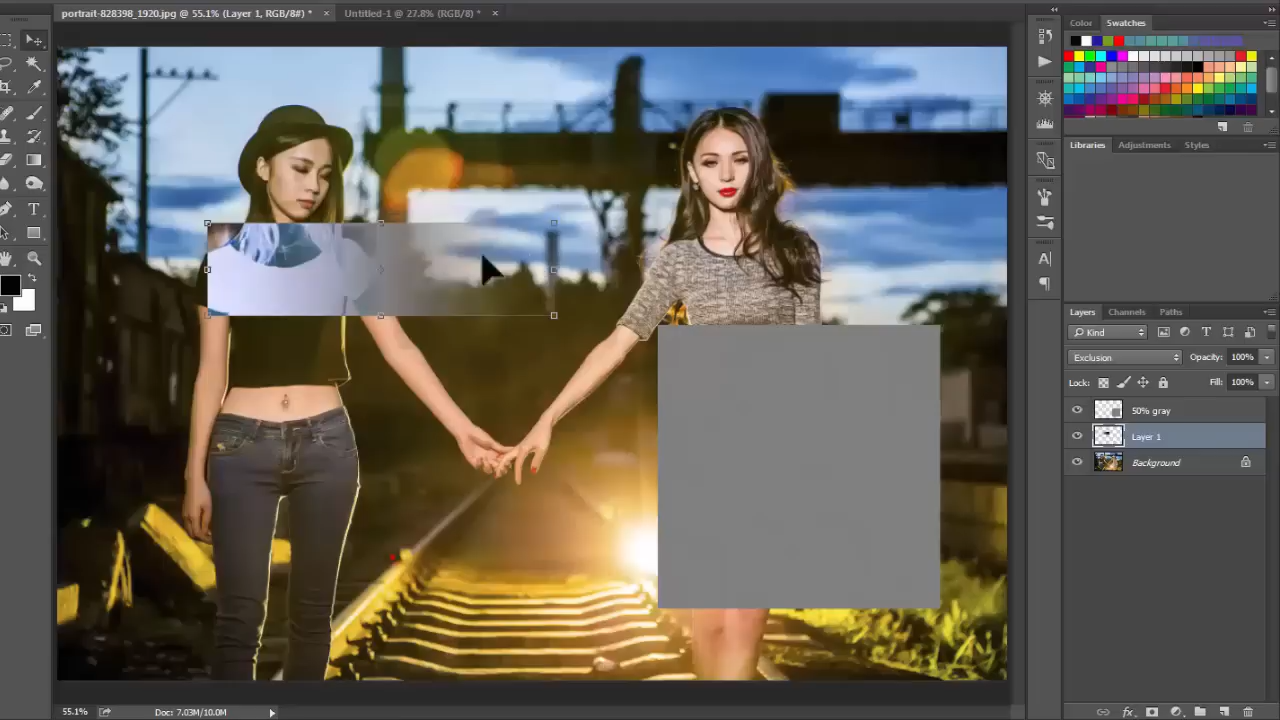 portrait-828398_1920.jpg @ 55.1% (Layer 1, RGB/8#) * ×
Untitled-1 @ 27.8% (RGB/8) * ×
Color Swatches
Libraries Adjustments Styles
Layers Channels Paths
Kind
Exclusion Opacity: 100%
Lock: Fill: 100%
50% gray
Layer 1
Background
55.1% Doc: 7.03M/10.0M